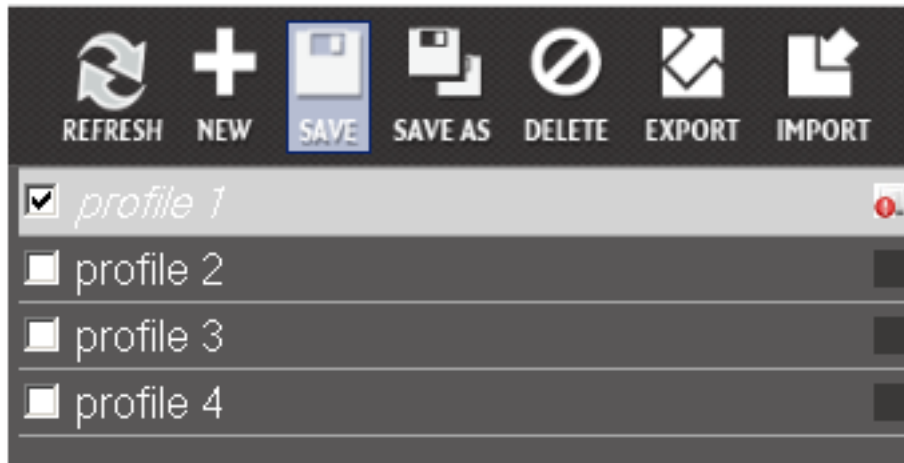 REFRESH NEW SAVE SAVE AS DELETE EXPORT IMPORT
profile 1
profile 2
profile 3
profile 4